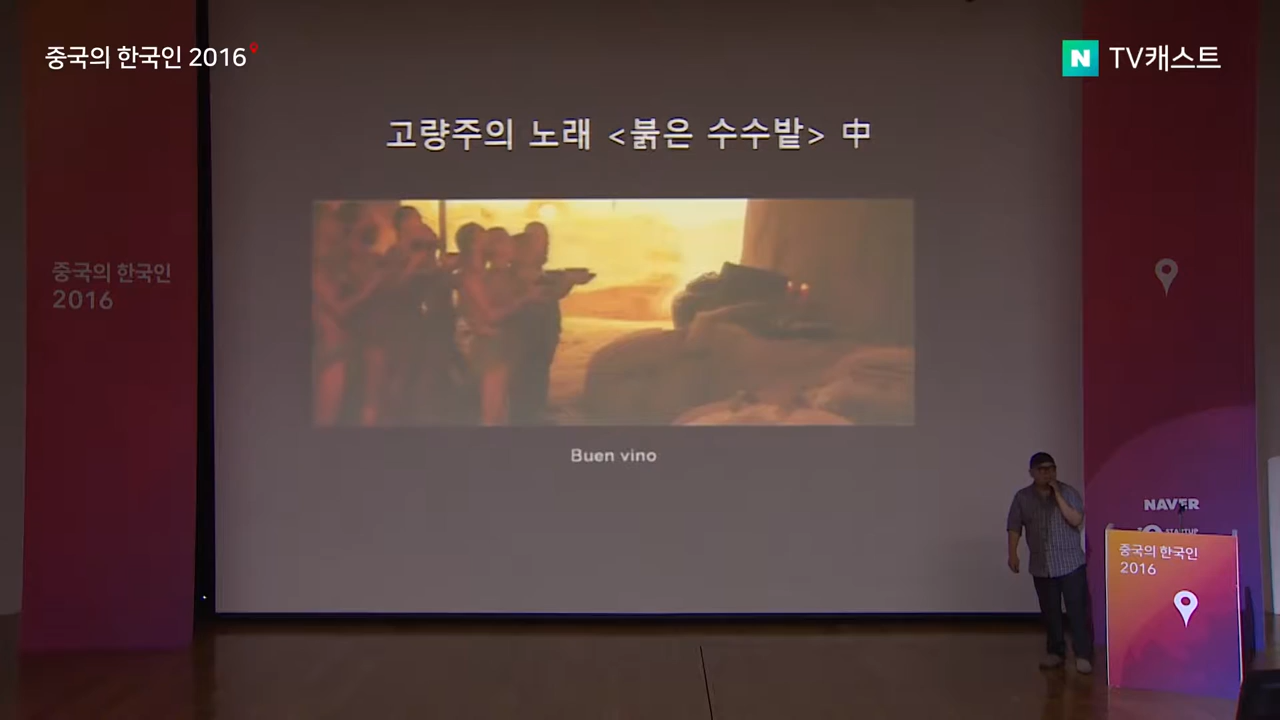 중국의 한국인 2016
N TV캐스트
고량주의 노래 <붉은 수수밭> 中
중국의 한국인
2016
Buen vino
NAVER
STARTUP
중국의 한국인
2016